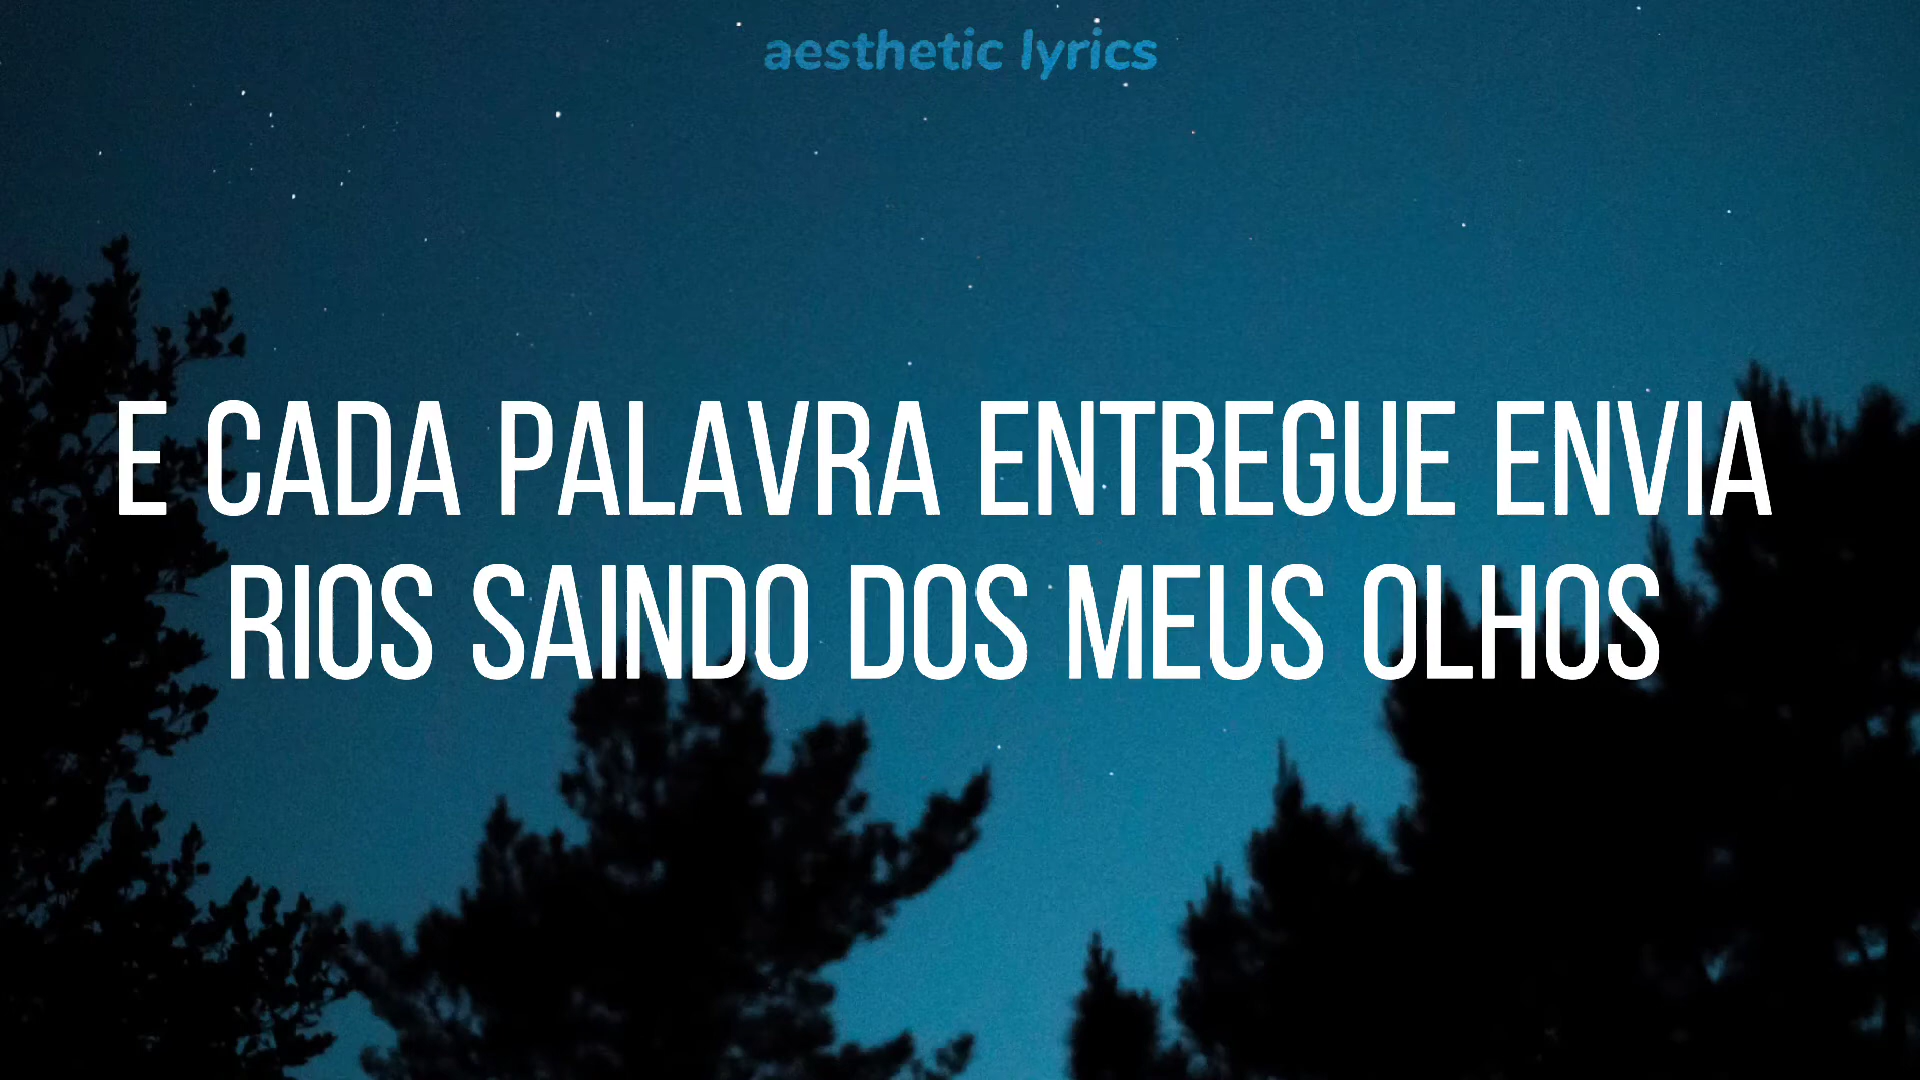 aesthetic lyrics
E CADA PALAVRA ENTREGUE ENVIA
RIOS SAINDO DOS MEUS OLHOS